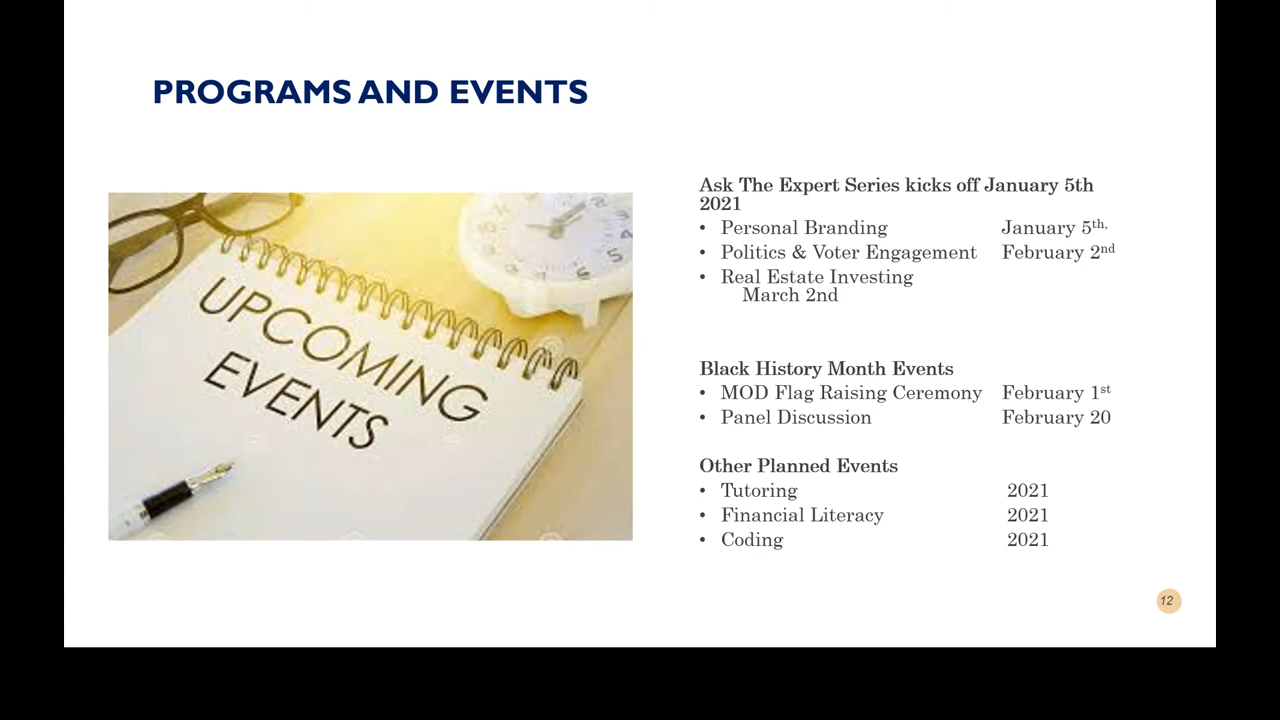 PROGRAMS AND EVENTS
UPCOMING
EVENTS
Ask The Expert Series kicks off January 5th
2021
• Personal Branding January 5th,
• Politics & Voter Engagement February 2nd
• Real Estate Investing
March 2nd
Black History Month Events
• MOD Flag Raising Ceremony February 1st
• Panel Discussion February 20
Other Planned Events
• Tutoring 2021
• Financial Literacy 2021
• Coding 2021
12